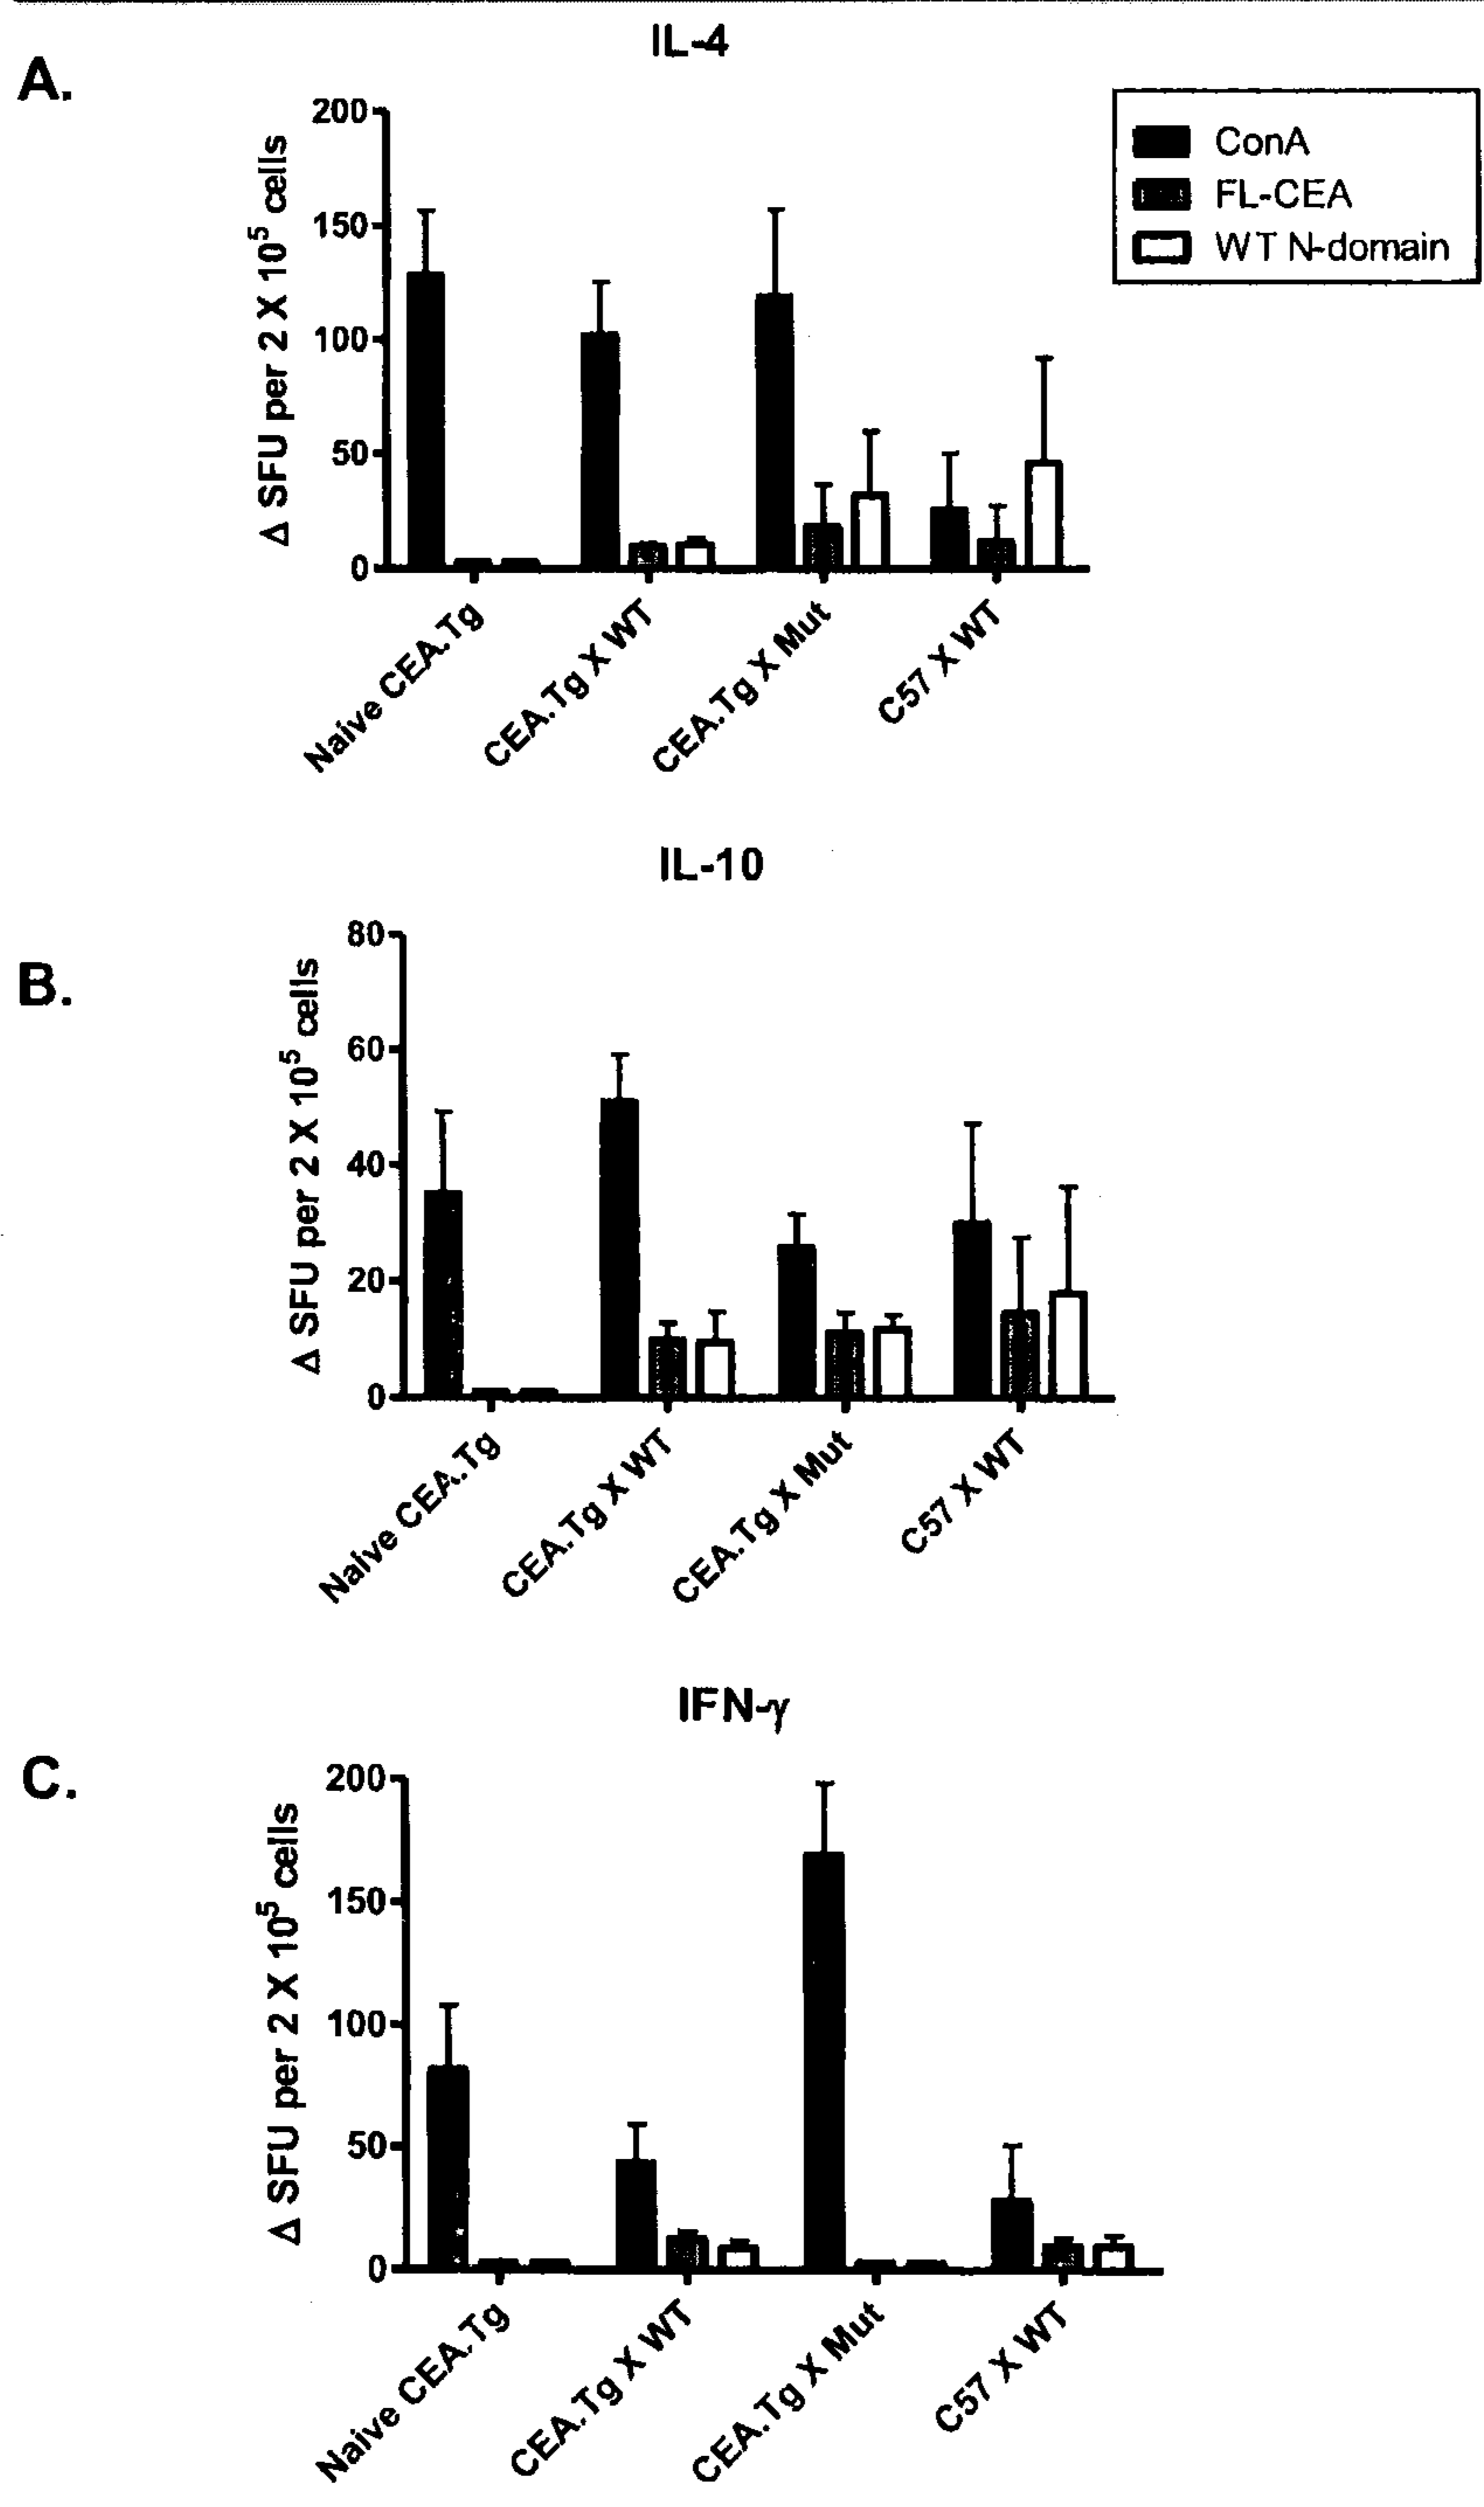 IL-4
A.
Δ SFU per 2 X 10⁵ cells
200
150
100
50
0
ConA
FL-CEA
WT N-domain
Naive CEA.Tg
CEA.Tg X WT
CEA.Tg X Mut
C57 X WT
IL-10
B.
Δ SFU per 2 X 10⁵ cells
80
60
40
20
0
Naive CEA.Tg
CEA.Tg X WT
CEA.Tg X Mut
C57 X WT
IFN-γ
C.
Δ SFU per 2 X 10⁵ cells
200
150
100
50
0
Naive CEA.Tg
CEA.Tg X WT
CEA.Tg X Mut
C57 X WT